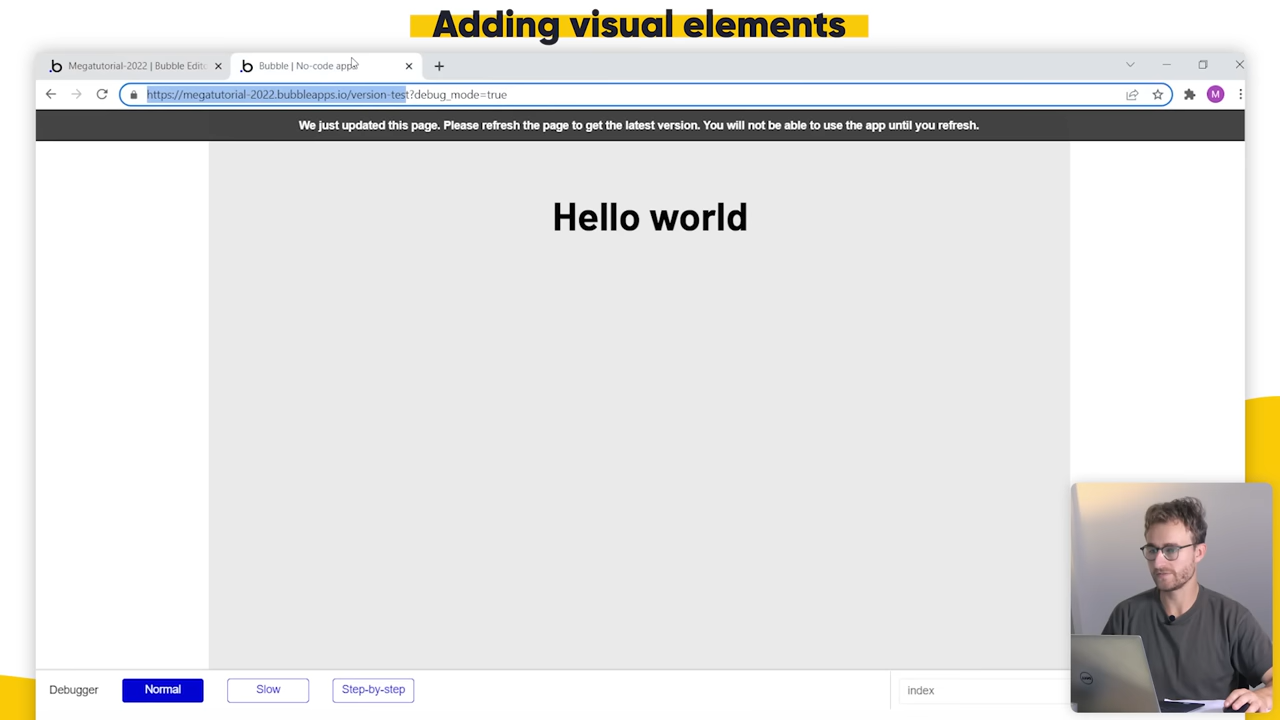 Adding visual elements
Megatutorial-2022 | Bubble Edito
Bubble | No-code apps
https://megatutorial-2022.bubbleapps.io/version-test?debug_mode=true
M
We just updated this page. Please refresh the page to get the latest version. You will not be able to use the app until you refresh.
Hello world
Debugger
Normal
Slow
Step-by-step
index
DELL